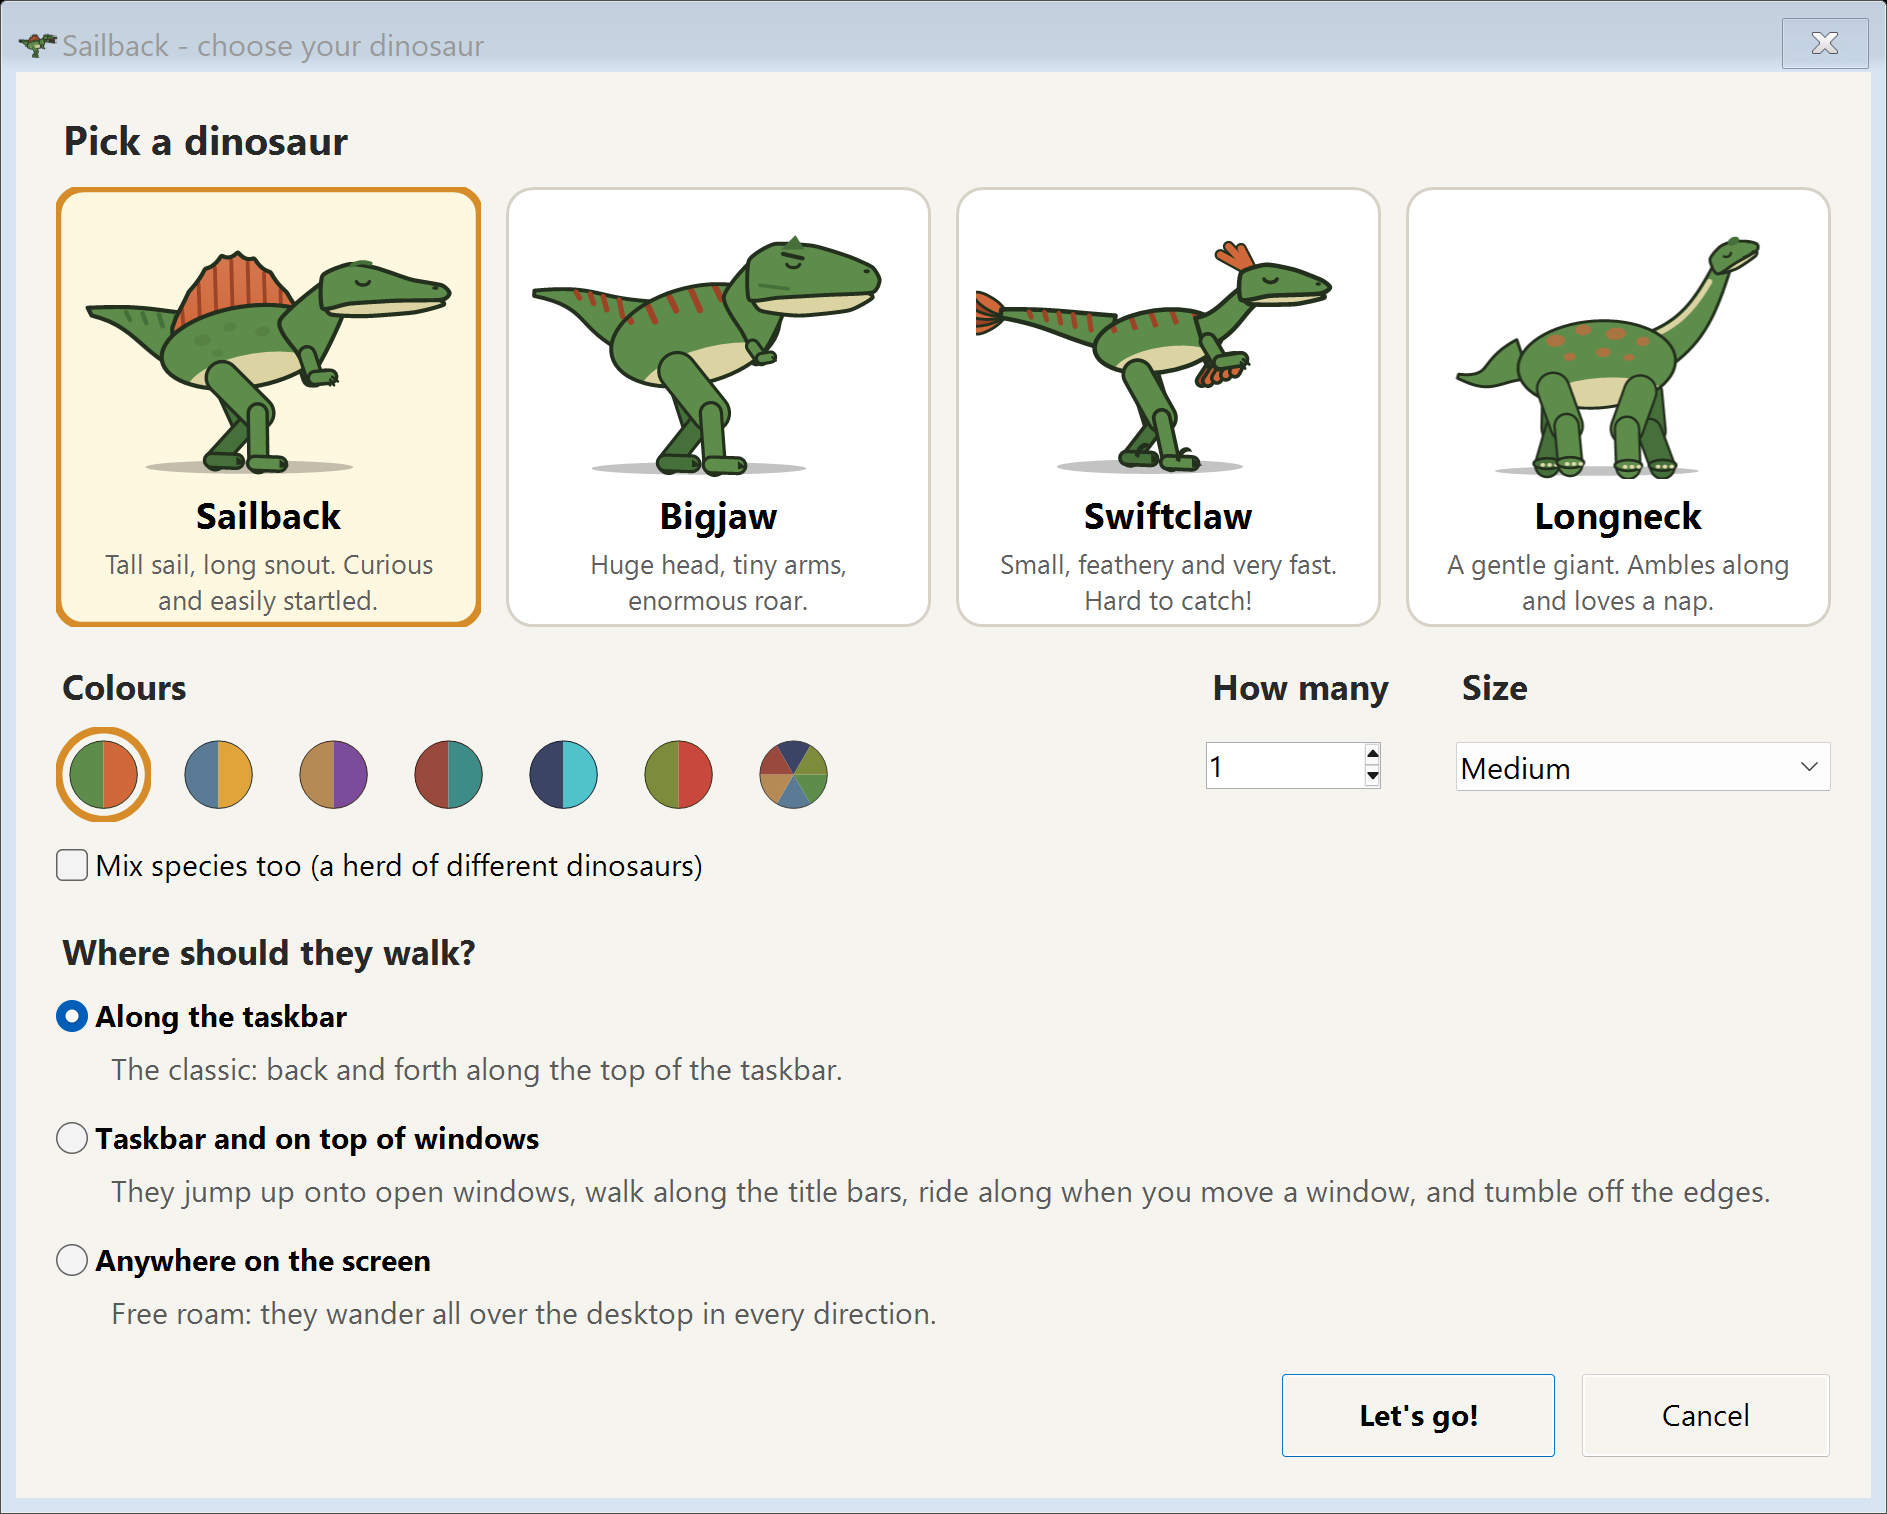 Sailback - choose your dinosaur
Pick a dinosaur
Sailback
Tall sail, long snout. Curious
and easily startled.
Bigjaw
Huge head, tiny arms,
enormous roar.
Swiftclaw
Small, feathery and very fast.
Hard to catch!
Longneck
A gentle giant. Ambles along
and loves a nap.
Colours
How many
Size
1
Medium
Mix species too (a herd of different dinosaurs)
Where should they walk?
Along the taskbar
The classic: back and forth along the top of the taskbar.
Taskbar and on top of windows
They jump up onto open windows, walk along the title bars, ride along when you move a window, and tumble off the edges.
Anywhere on the screen
Free roam: they wander all over the desktop in every direction.
Let's go!
Cancel